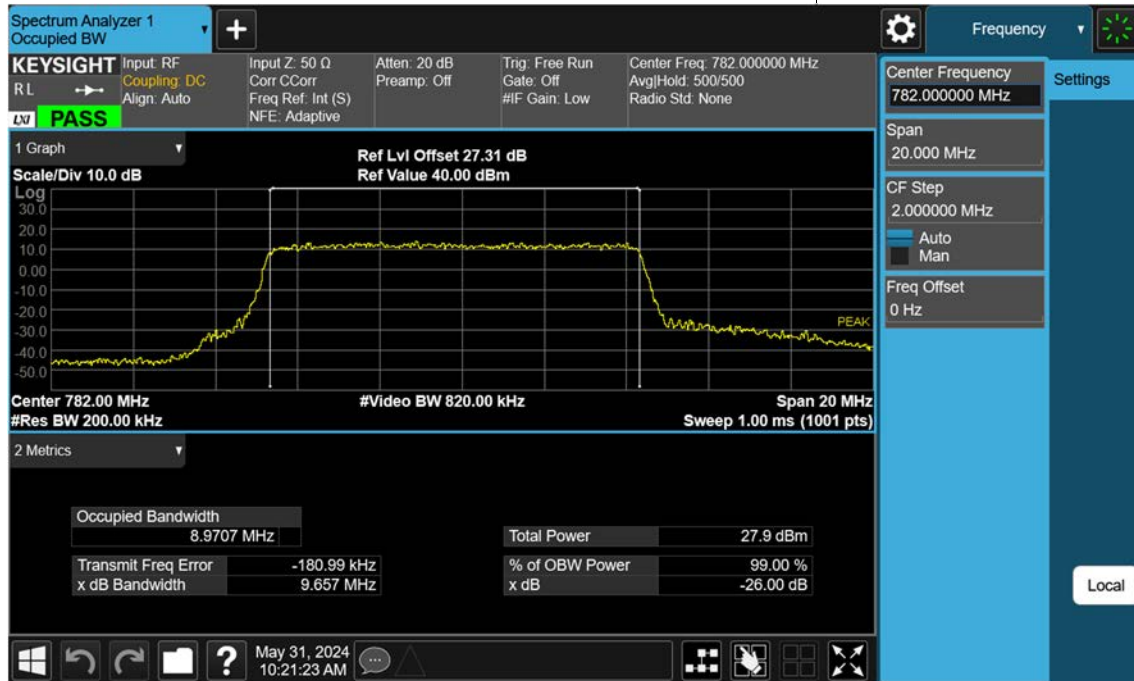 Spectrum Analyzer 1
Occupied BW
Frequency
KEYSIGHT
RL
LXI
PASS
Input: RF
Coupling: DC
Align: Auto
Input Z: 50 Ω
Corr CCorr
Freq Ref: Int (S)
NFE: Adaptive
Atten: 20 dB
Preamp: Off
Trig: Free Run
Gate: Off
#IF Gain: Low
Center Freq: 782.000000 MHz
Avg|Hold: 500/500
Radio Std: None
Center Frequency
782.000000 MHz
Settings
Span
20.000 MHz
CF Step
2.000000 MHz
Auto
Man
Freq Offset
0 Hz
1 Graph
Scale/Div 10.0 dB
Ref Lvl Offset 27.31 dB
Ref Value 40.00 dBm
Log
30.0
20.0
10.0
0.00
-10.0
-20.0
-30.0
-40.0
-50.0
PEAK
Center 782.00 MHz
#Res BW 200.00 kHz
#Video BW 820.00 kHz
Span 20 MHz
Sweep 1.00 ms (1001 pts)
2 Metrics
Occupied Bandwidth
8.9707 MHz
Total Power 27.9 dBm
Transmit Freq Error -180.99 kHz
% of OBW Power 99.00 %
x dB Bandwidth 9.657 MHz
x dB -26.00 dB
Local
?
May 31, 2024
10:21:23 AM